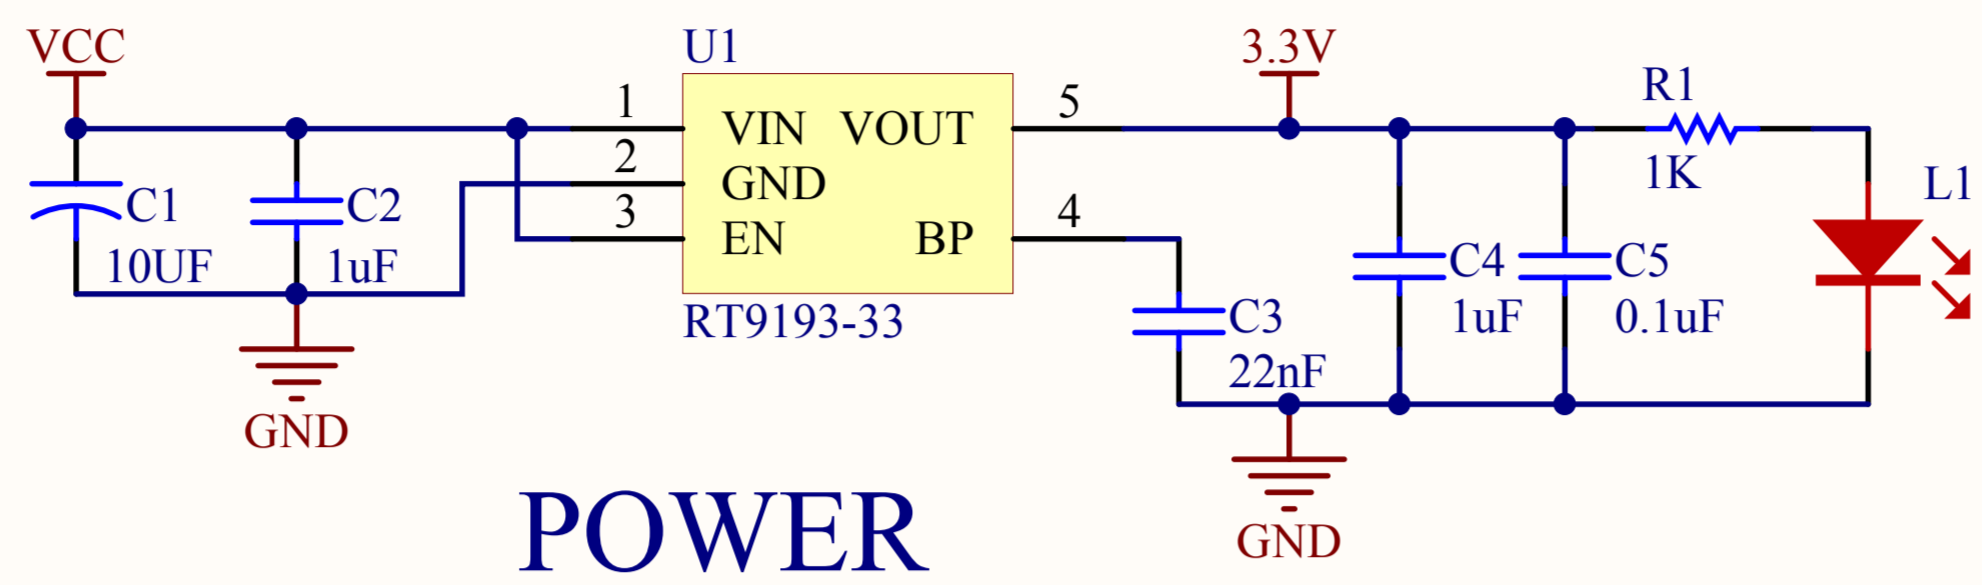 VCC
U1
3.3V
R1
1
VIN
VOUT
5
2
GND
1K
L1
3
EN
BP
4
C1
10UF
C2
1uF
C4
1uF
C5
0.1uF
RT9193-33
C3
22nF
GND
GND
POWER